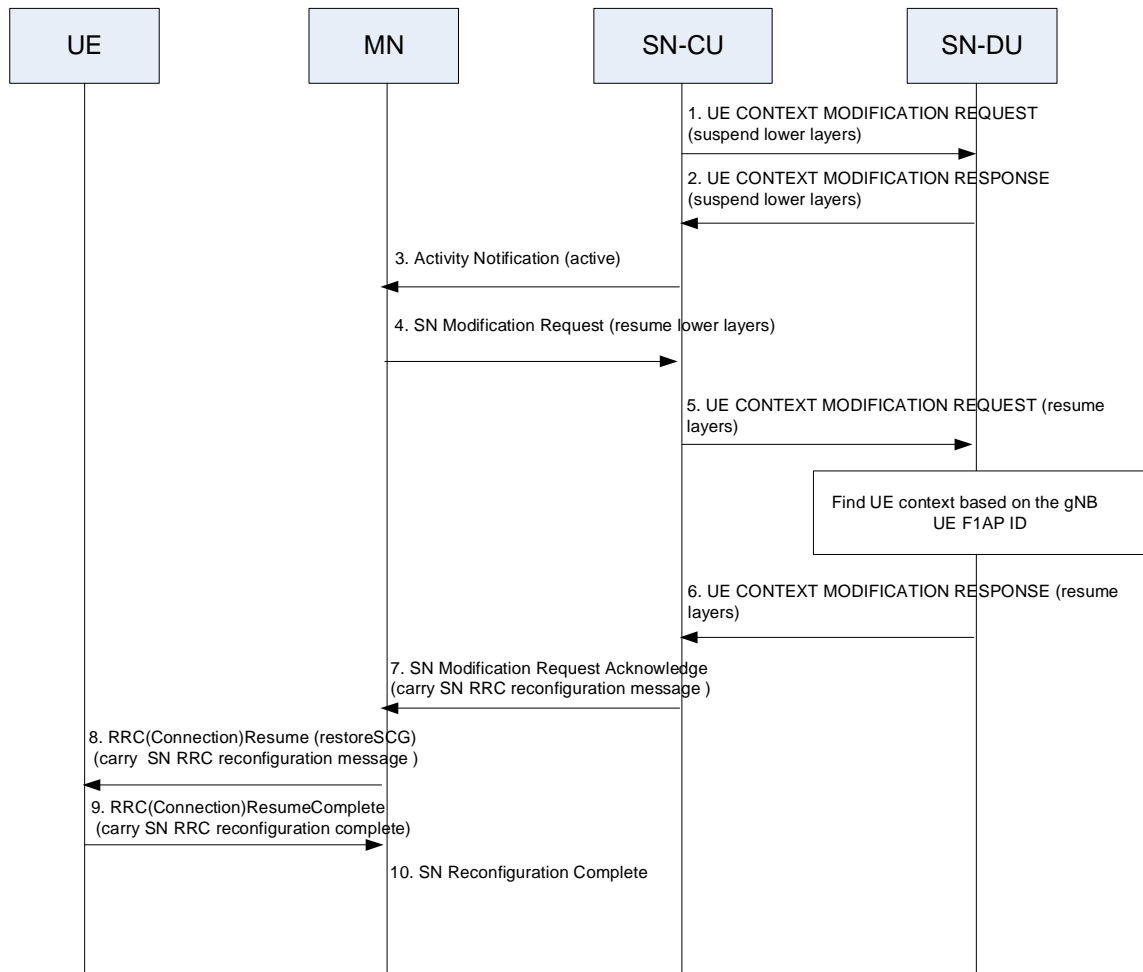 UE
MN
SN-CU
SN-DU
1. UE CONTEXT MODIFICATION REQUEST
(suspend lower layers)
2. UE CONTEXT MODIFICATION RESPONSE
(suspend lower layers)
3. Activity Notification (active)
4. SN Modification Request (resume lower layers)
5. UE CONTEXT MODIFICATION REQUEST (resume
layers)
Find UE context based on the gNB
UE F1AP ID
6. UE CONTEXT MODIFICATION RESPONSE (resume
layers)
7. SN Modification Request Acknowledge
(carry SN RRC reconfiguration message )
8. RRC(Connection)Resume (restoreSCG)
(carry  SN RRC reconfiguration message )
9. RRC(Connection)ResumeComplete
(carry SN RRC reconfiguration complete)
10. SN Reconfiguration Complete